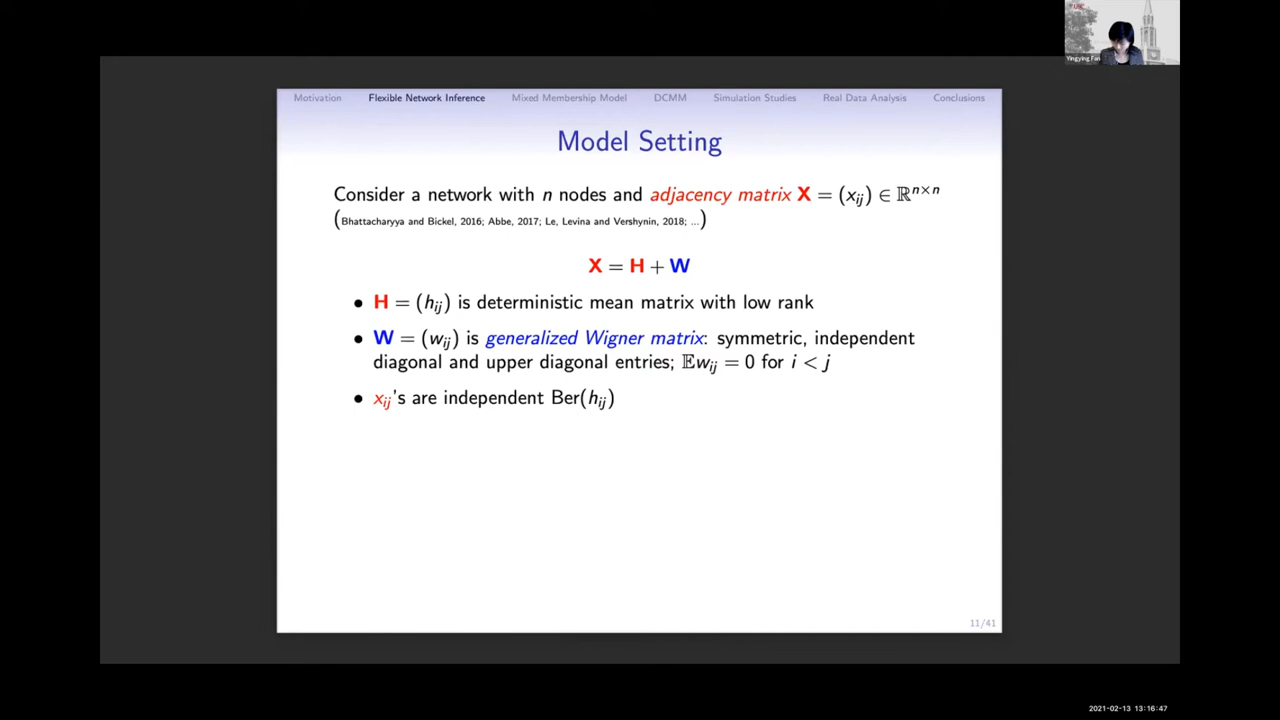 USC
Yingying Fan
Motivation Flexible Network Inference Mixed Membership Model DCMM Simulation Studies Real Data Analysis Conclusions
Model Setting
Consider a network with n nodes and adjacency matrix X = (x_ij) ∈ ℝ^{n×n}
(Bhattacharyya and Bickel, 2016; Abbe, 2017; Le, Levina and Vershynin, 2018; ...)
X = H + W
• H = (h_ij) is deterministic mean matrix with low rank
• W = (w_ij) is generalized Wigner matrix: symmetric, independent
diagonal and upper diagonal entries; 𝔼w_ij = 0 for i < j
• x_ij's are independent Ber(h_ij)
11/41
2021-02-13 13:16:47